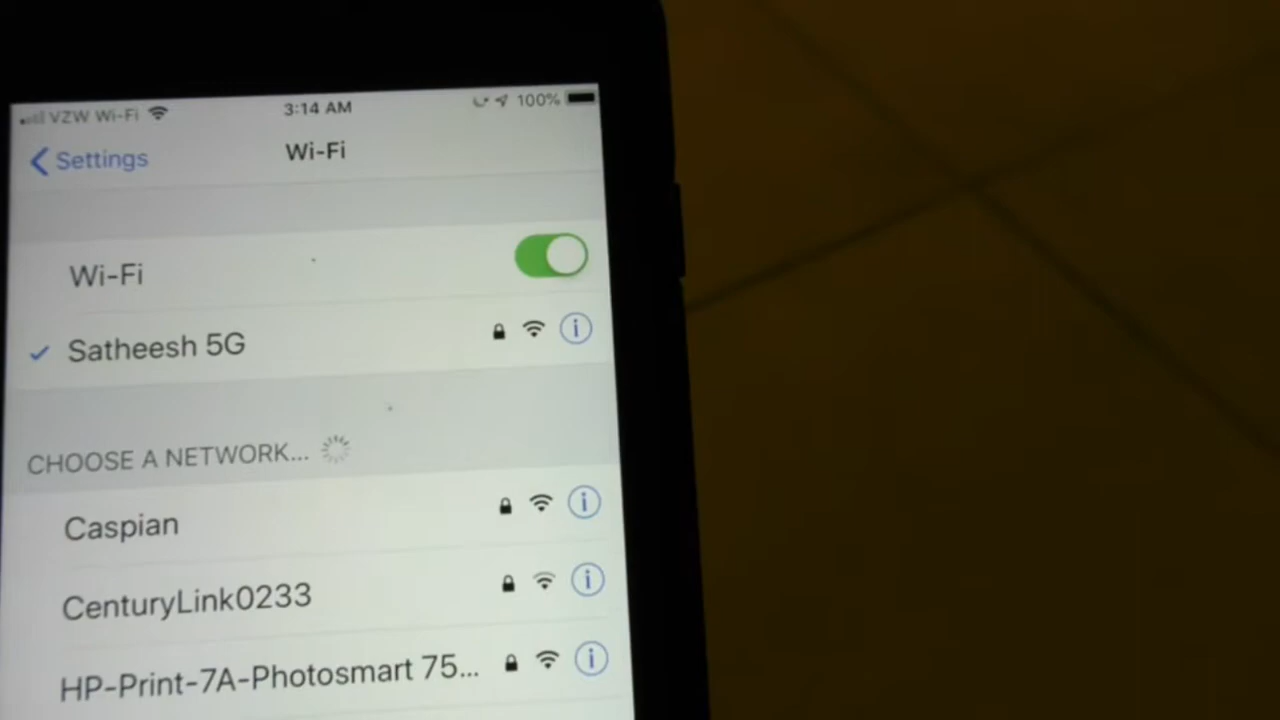 VZW Wi-Fi 3:14 AM 100%
Settings Wi-Fi
Wi-Fi
Satheesh 5G
CHOOSE A NETWORK...
Caspian
CenturyLink0233
HP-Print-7A-Photosmart 75...